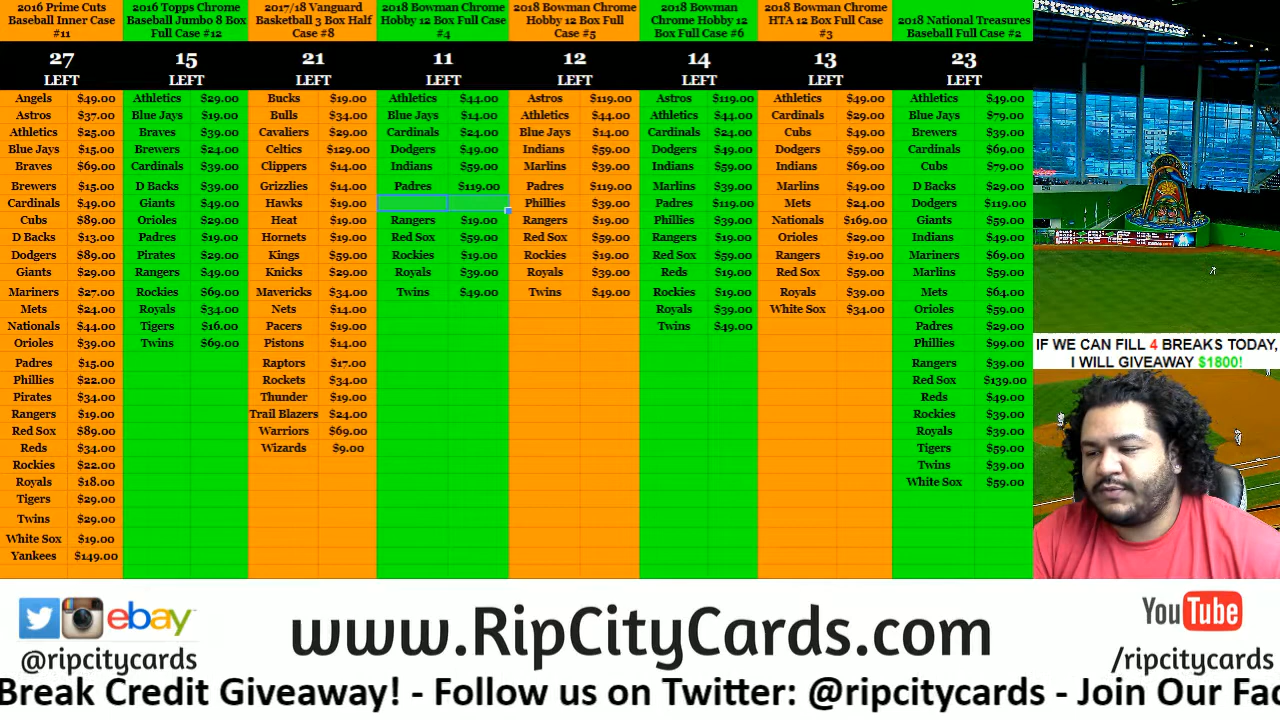 2016 Prime Cuts
Baseball Inner Case
#11
27
LEFT
Angels $49.00
Astros $37.00
Athletics $25.00
Blue Jays $15.00
Braves $69.00
Brewers $15.00
Cardinals $49.00
Cubs $89.00
D Backs $13.00
Dodgers $89.00
Giants $29.00
Mariners $27.00
Mets $24.00
Nationals $44.00
Orioles $39.00
Padres $15.00
Phillies $22.00
Pirates $34.00
Rangers $19.00
Red Sox $89.00
Reds $34.00
Rockies $22.00
Royals $18.00
Tigers $29.00
Twins $29.00
White Sox $19.00
Yankees $149.00
2016 Topps Chrome
Baseball Jumbo 8 Box
Full Case #12
15
LEFT
Athletics $29.00
Blue Jays $19.00
Braves $39.00
Brewers $24.00
Cardinals $39.00
D Backs $39.00
Giants $49.00
Orioles $29.00
Padres $19.00
Pirates $29.00
Rangers $49.00
Rockies $69.00
Royals $34.00
Tigers $16.00
Twins $69.00
2017/18 Vanguard
Basketball 3 Box Half
Case #8
21
LEFT
Bucks $19.00
Bulls $34.00
Cavaliers $29.00
Celtics $129.00
Clippers $14.00
Grizzlies $14.00
Hawks $19.00
Heat $19.00
Hornets $19.00
Kings $59.00
Knicks $29.00
Mavericks $34.00
Nets $14.00
Pacers $19.00
Pistons $14.00
Raptors $17.00
Rockets $34.00
Thunder $19.00
Trail Blazers $24.00
Warriors $69.00
Wizards $9.00
2018 Bowman Chrome
Hobby 12 Box Full Case
#4
11
LEFT
Athletics $44.00
Blue Jays $14.00
Cardinals $24.00
Dodgers $49.00
Indians $59.00
Padres $119.00
Rangers $19.00
Red Sox $59.00
Rockies $19.00
Royals $39.00
Twins $49.00
2018 Bowman Chrome
Hobby 12 Box Full
Case #5
12
LEFT
Astros $119.00
Athletics $44.00
Blue Jays $14.00
Indians $59.00
Marlins $39.00
Padres $119.00
Phillies $39.00
Rangers $19.00
Red Sox $59.00
Rockies $19.00
Royals $39.00
Twins $49.00
2018 Bowman
Chrome Hobby 12
Box Full Case #6
14
LEFT
Astros $119.00
Athletics $44.00
Cardinals $24.00
Dodgers $49.00
Indians $59.00
Marlins $39.00
Padres $119.00
Phillies $39.00
Rangers $19.00
Red Sox $59.00
Reds $19.00
Rockies $19.00
Royals $39.00
Twins $49.00
2018 Bowman Chrome
HTA 12 Box Full Case
#3
13
LEFT
Athletics $49.00
Cardinals $29.00
Cubs $49.00
Dodgers $59.00
Indians $69.00
Marlins $49.00
Mets $24.00
Nationals $169.00
Orioles $29.00
Rangers $19.00
Red Sox $59.00
Royals $39.00
White Sox $34.00
2018 National Treasures
Baseball Full Case #2
23
LEFT
Athletics $49.00
Blue Jays $79.00
Brewers $39.00
Cardinals $69.00
Cubs $79.00
D Backs $29.00
Dodgers $119.00
Giants $59.00
Indians $49.00
Mariners $69.00
Marlins $59.00
Mets $64.00
Orioles $59.00
Padres $29.00
Phillies $99.00
Rangers $39.00
Red Sox $139.00
Reds $49.00
Rockies $39.00
Royals $39.00
Tigers $59.00
Twins $39.00
White Sox $59.00
IF WE CAN FILL 4 BREAKS TODAY,
I WILL GIVEAWAY $1800!
ebay
@ripcitycards
www.RipCityCards.com
YouTube
/ripcitycards
Break Credit Giveaway! - Follow us on Twitter: @ripcitycards - Join Our Fac